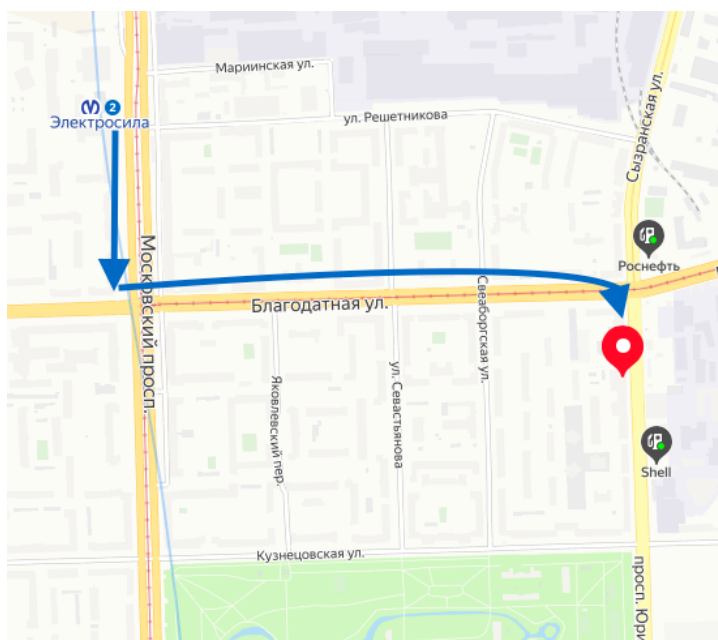 Мариинская ул.
2
Электросила
ул. Решетникова
Сызранская ул.
Роснефть
Московский просп.
Благодатная ул.
Свеаборгская ул.
Яковлевский пер.
ул. Севастьянова
Shell
Кузнецовская ул.
просп. Юри